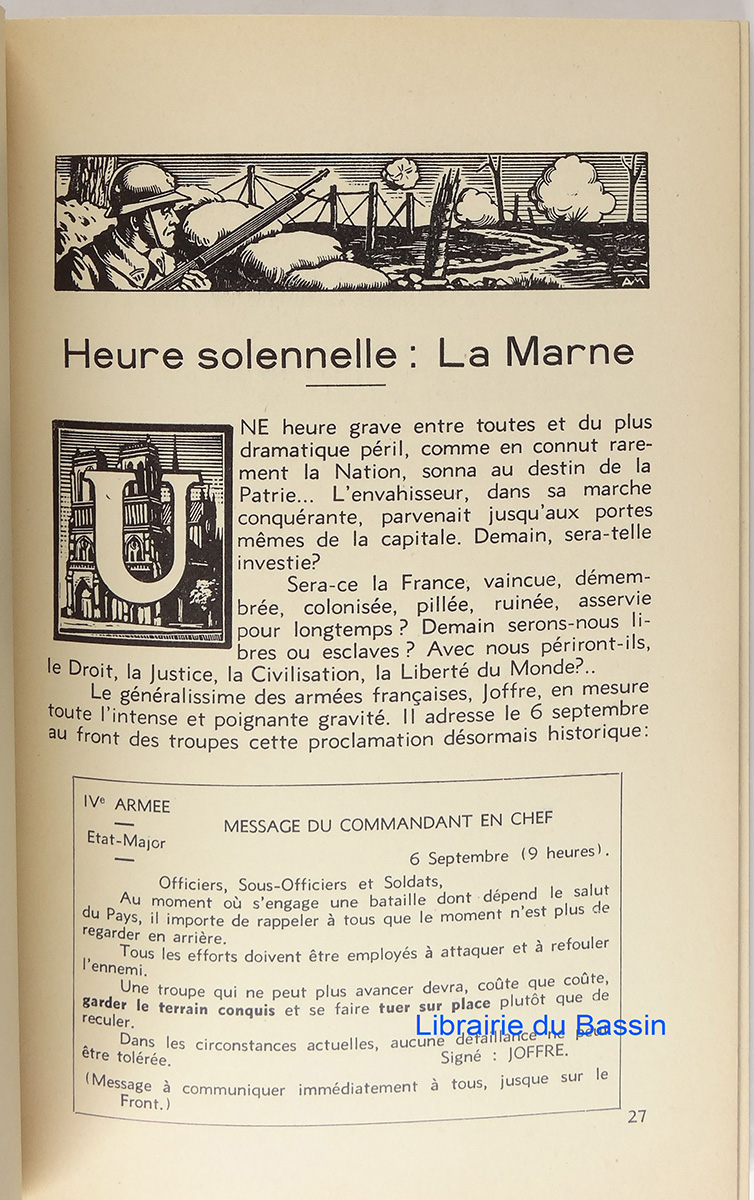 AM
Heure solennelle : La Marne
UNE heure grave entre toutes et du plus
dramatique péril, comme en connut rare-
ment la Nation, sonna au destin de la
Patrie... L'envahisseur, dans sa marche
conquérante, parvenait jusqu'aux portes
mêmes de la capitale. Demain, sera-telle
investie?
Sera-ce la France, vaincue, démem-
brée, colonisée, pillée, ruinée, asservie
pour longtemps ? Demain serons-nous li-
bres ou esclaves ? Avec nous périront-ils,
le Droit, la Justice, la Civilisation, la Liberté du Monde?..
Le généralissime des armées françaises, Joffre, en mesure
toute l'intense et poignante gravité. Il adresse le 6 septembre
au front des troupes cette proclamation désormais historique:
IVe ARMEE
Etat-Major
MESSAGE DU COMMANDANT EN CHEF
6 Septembre (9 heures).
Officiers, Sous-Officiers et Soldats,
Au moment où s'engage une bataille dont dépend le salut
du Pays, il importe de rappeler à tous que le moment n'est plus de
regarder en arrière.
Tous les efforts doivent être employés à attaquer et à refouler
l'ennemi.
Une troupe qui ne peut plus avancer devra, coûte que coûte,
garder le terrain conquis et se faire tuer sur place plutôt que de
reculer.
Librairie du Bassin
Dans les circonstances actuelles, aucune défaillance ne peut
être tolérée.
Signé : JOFFRE.
(Message à communiquer immédiatement à tous, jusque sur le
Front.)
27